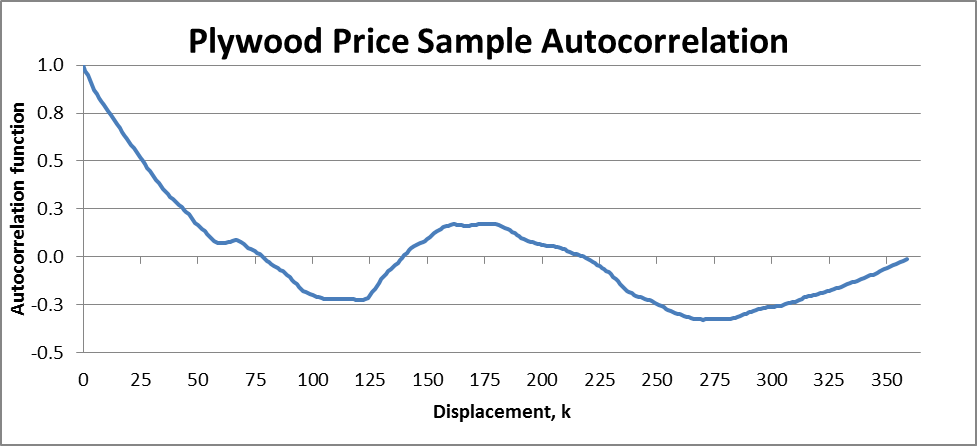 Plywood Price Sample Autocorrelation
Autocorrelation function
1.0
0.8
0.5
0.3
0.0
-0.3
-0.5
0 25 50 75 100 125 150 175 200 225 250 275 300 325 350
Displacement, k